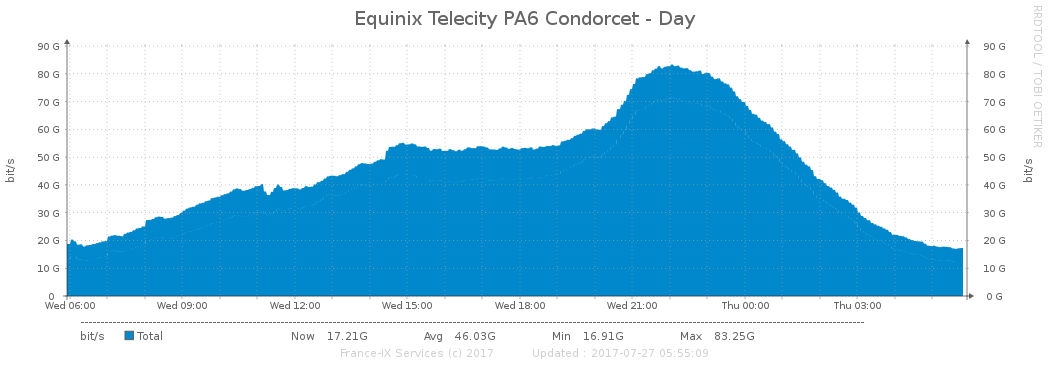 Equinix Telecity PA6 Condorcet - Day
RRDTOOL / TOBI OETIKER
90 G 90 G
80 G 80 G
70 G 70 G
60 G 60 G
50 G 50 G
40 G 40 G
30 G 30 G
20 G 20 G
10 G 10 G
0 0 G
bit/s bit/s
Wed 06:00 Wed 09:00 Wed 12:00 Wed 15:00 Wed 18:00 Wed 21:00 Thu 00:00 Thu 03:00
bit/s Total Now 17.21G Avg 46.03G Min 16.91G Max 83.25G
France-IX Services (c) 2017 Updated : 2017-07-27 05:55:09